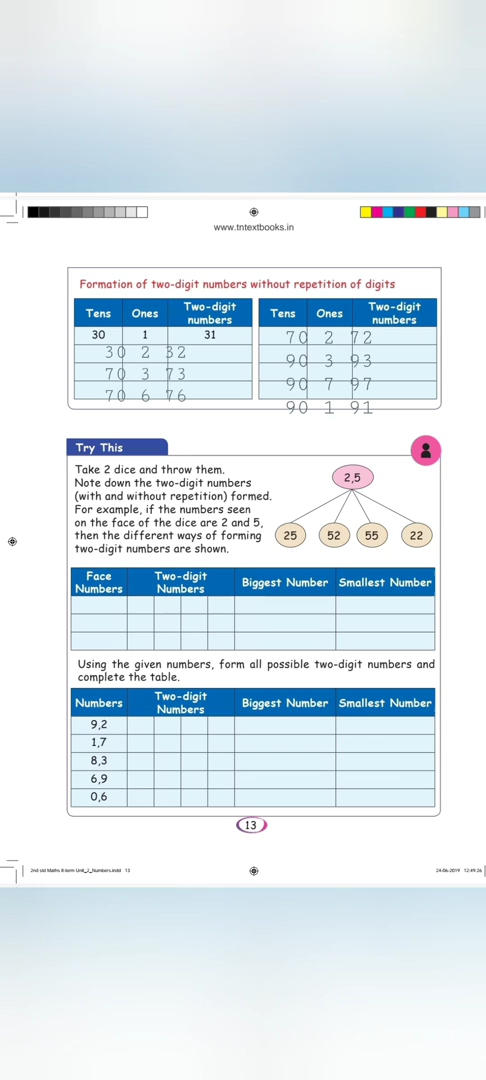 www.tntextbooks.in
Formation of two-digit numbers without repetition of digits
Tens Ones Two-digit numbers Tens Ones Two-digit numbers
30 1 31 70 2 72
30 2 32 90 3 93
70 3 73 90 7 97
70 6 76 90 1 91
Try This
Take 2 dice and throw them.
Note down the two-digit numbers
(with and without repetition) formed.
For example, if the numbers seen
on the face of the dice are 2 and 5,
then the different ways of forming
two-digit numbers are shown.
2,5
25 52 55 22
Face Numbers Two-digit Numbers Biggest Number Smallest Number
Using the given numbers, form all possible two-digit numbers and
complete the table.
Numbers Two-digit Numbers Biggest Number Smallest Number
9,2
1,7
8,3
6,9
0,6
13
2nd std Maths II-term Unit_2_Numbers.indd 13 24-06-2019 12:49:26